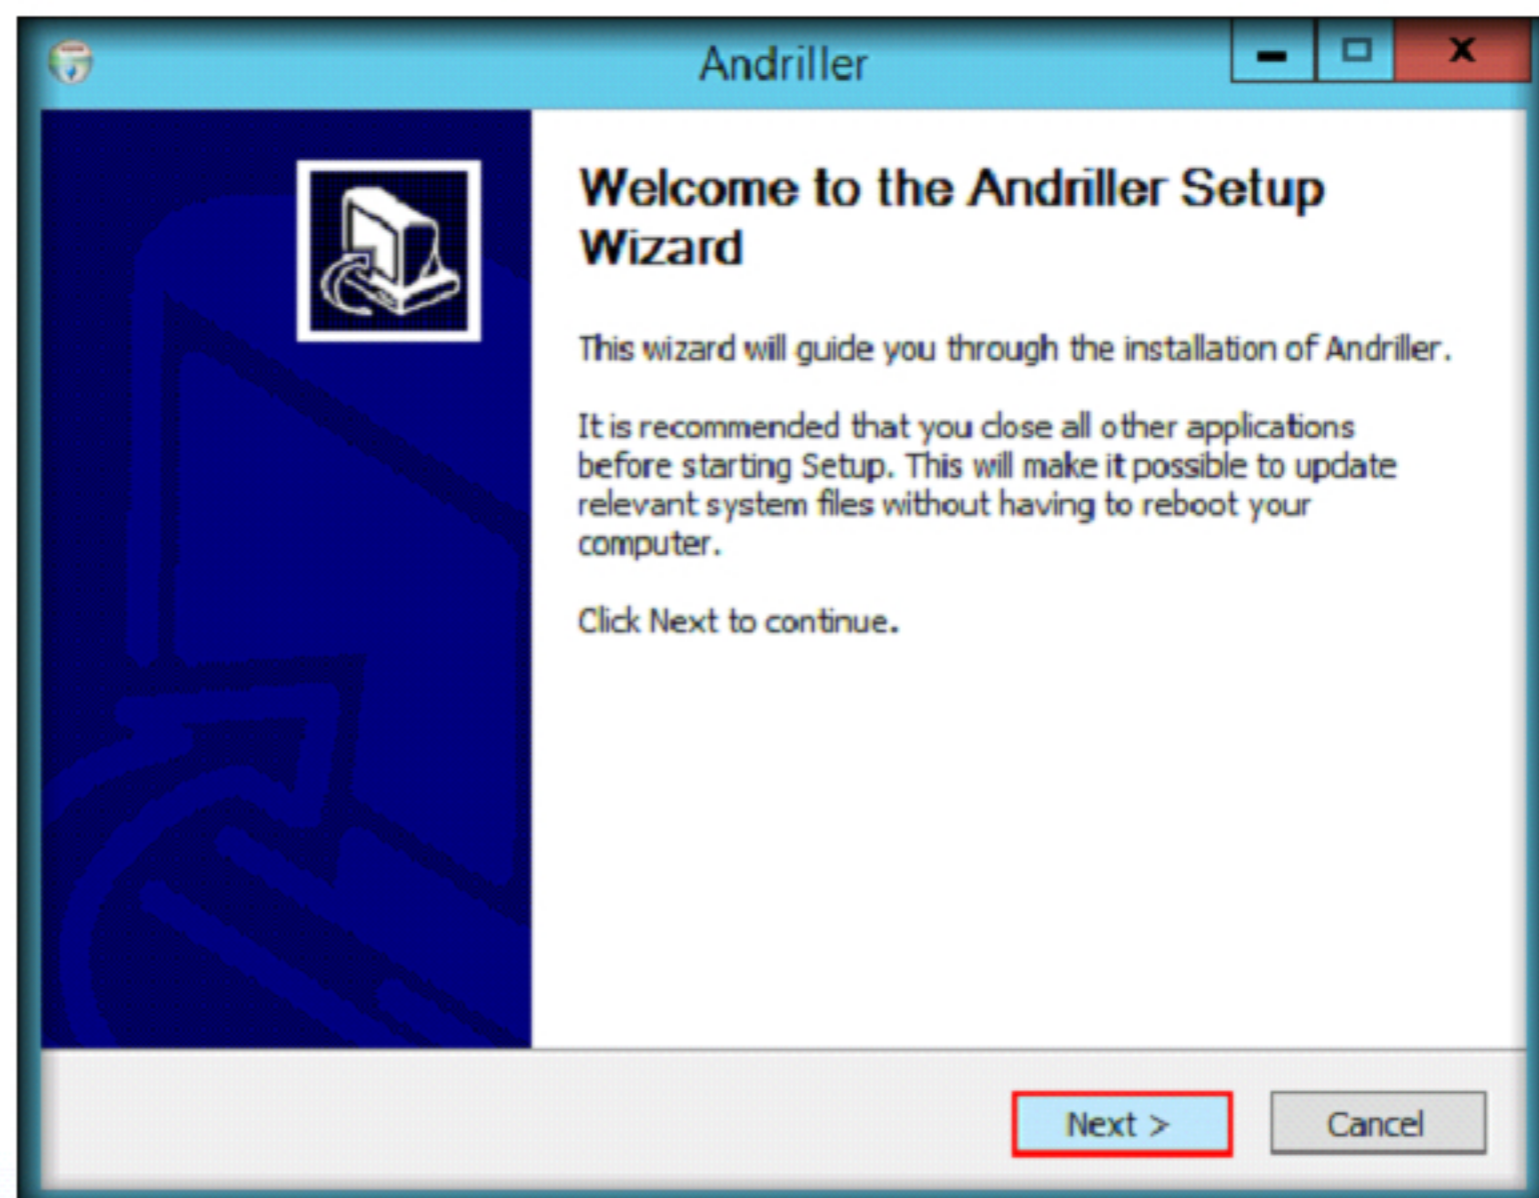 Andriller
Welcome to the Andriller Setup
Wizard
This wizard will guide you through the installation of Andriller.
It is recommended that you close all other applications
before starting Setup. This will make it possible to update
relevant system files without having to reboot your
computer.
Click Next to continue.
Next >
Cancel